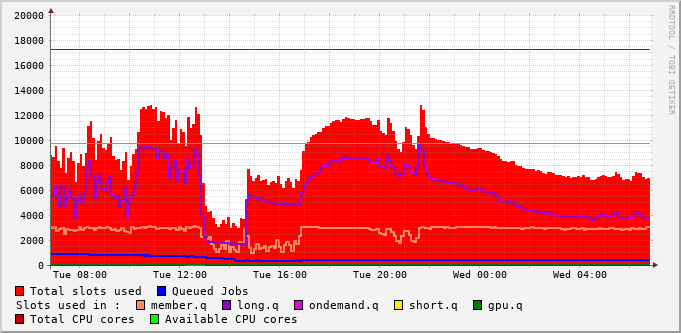 20000
18000
16000
14000
12000
10000
8000
6000
4000
2000
0
Tue 08:00 Tue 12:00 Tue 16:00 Tue 20:00 Wed 00:00 Wed 04:00
RRDTOOL / TOBI OETIKER
Total slots used Queued Jobs
Slots used in : member.q long.q ondemand.q short.q gpu.q
Total CPU cores Available CPU cores